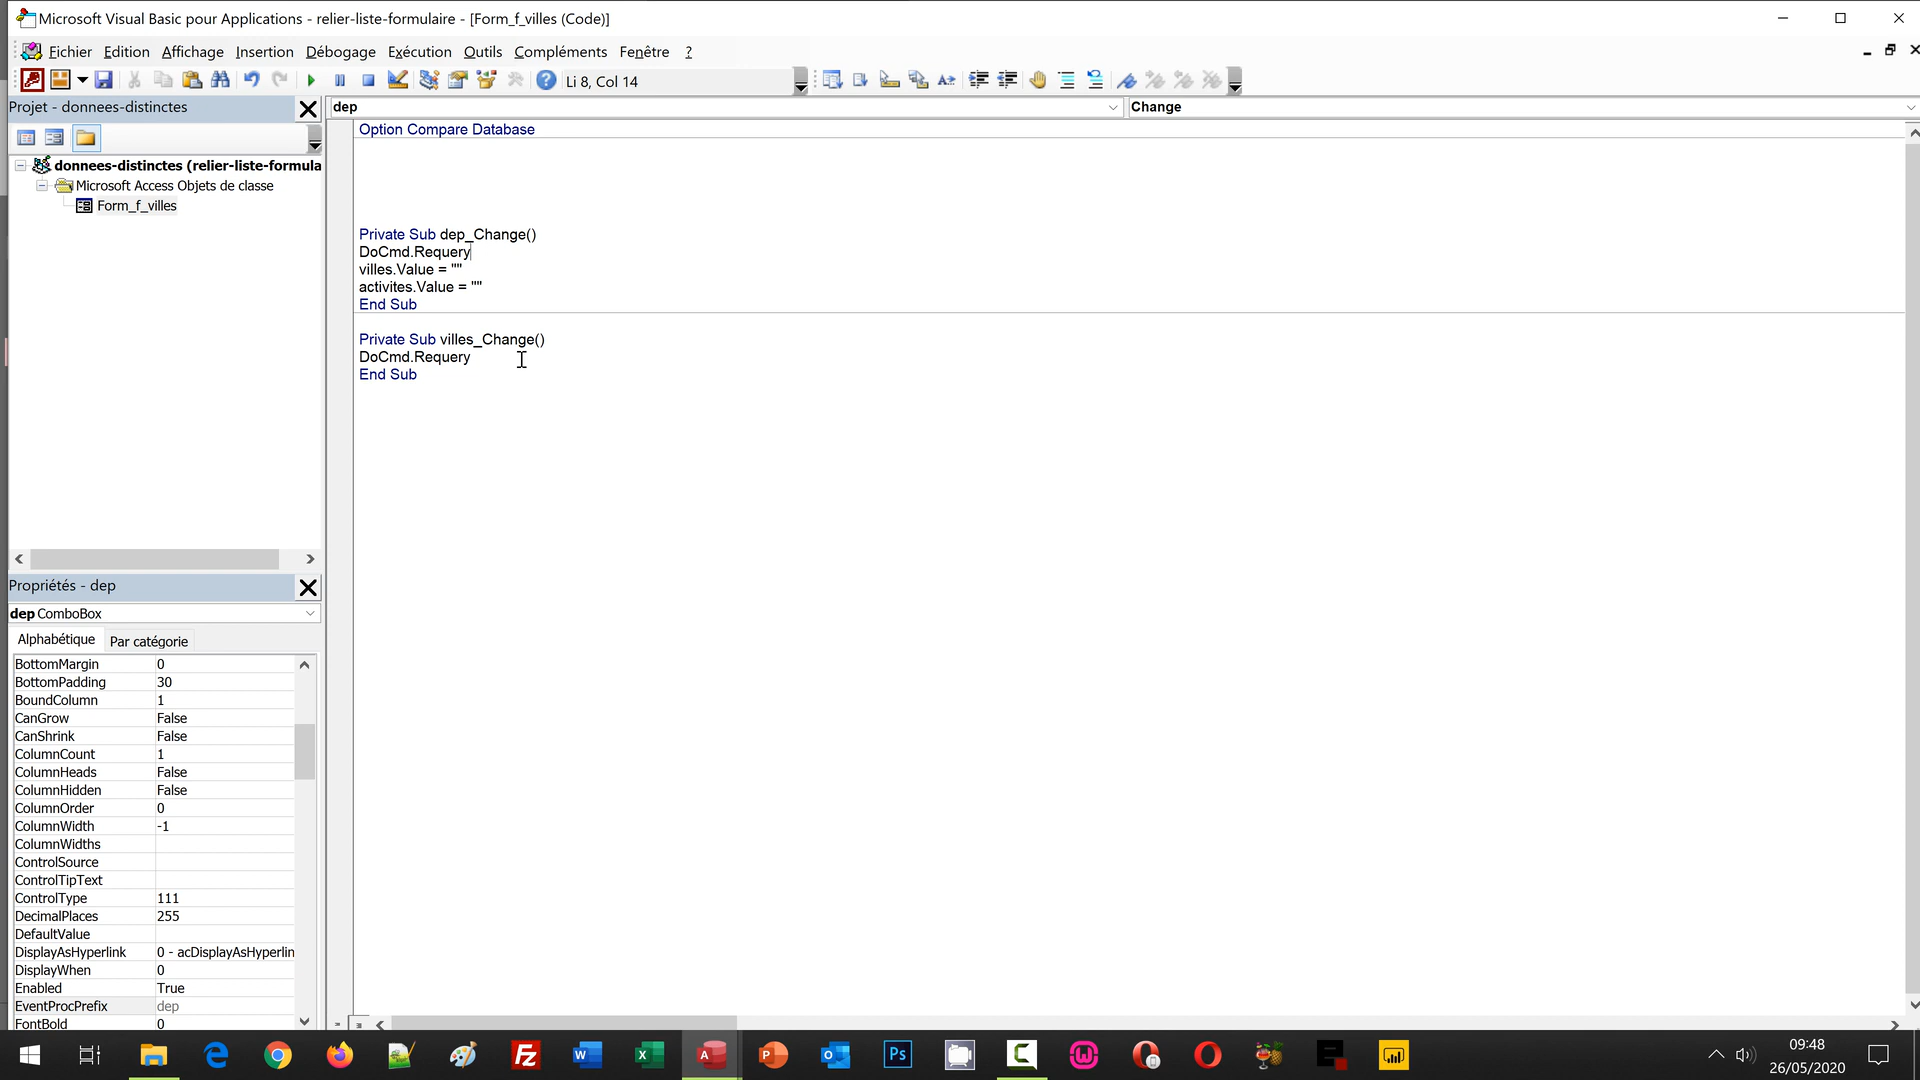 Microsoft Visual Basic pour Applications - relier-liste-formulaire - [Form_f_villes (Code)]
Fichier Edition Affichage Insertion Débogage Exécution Outils Compléments Fenêtre ?
Li 8, Col 14
Projet - donnees-distinctes
dep
Change
donnees-distinctes (relier-liste-formula
Microsoft Access Objets de classe
Form_f_villes
Option Compare Database
Private Sub dep_Change()
DoCmd.Requery
villes.Value = ""
activites.Value = ""
End Sub
Private Sub villes_Change()
DoCmd.Requery
End Sub
Propriétés - dep
dep ComboBox
Alphabétique Par catégorie
BottomMargin 0
BottomPadding 30
BoundColumn 1
CanGrow False
CanShrink False
ColumnCount 1
ColumnHeads False
ColumnHidden False
ColumnOrder 0
ColumnWidth -1
ColumnWidths
ControlSource
ControlTipText
ControlType 111
DecimalPlaces 255
DefaultValue
DisplayAsHyperlink 0 - acDisplayAsHyperlin
DisplayWhen 0
Enabled True
EventProcPrefix dep
FontBold 0
09:48
26/05/2020